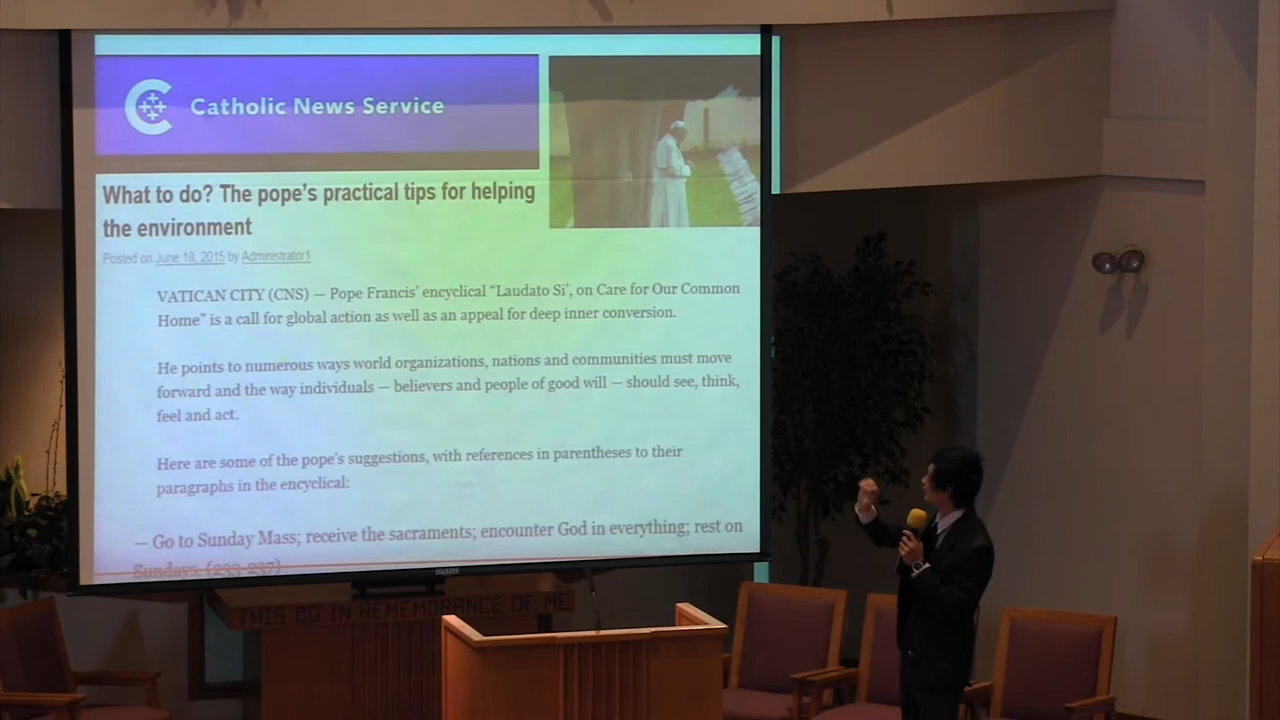 Catholic News Service
What to do? The pope's practical tips for helping
the environment
Posted on June 18, 2015 by Administrator1
VATICAN CITY (CNS) — Pope Francis' encyclical “Laudato Si’, on Care for Our Common
Home” is a call for global action as well as an appeal for deep inner conversion.
He points to numerous ways world organizations, nations and communities must move
forward and the way individuals — believers and people of good will — should see, think,
feel and act.
Here are some of the pope's suggestions, with references in parentheses to their
paragraphs in the encyclical:
— Go to Sunday Mass; receive the sacraments; encounter God in everything; rest on
Sundays. (233-237)
THIS DO IN REMEMBRANCE OF ME